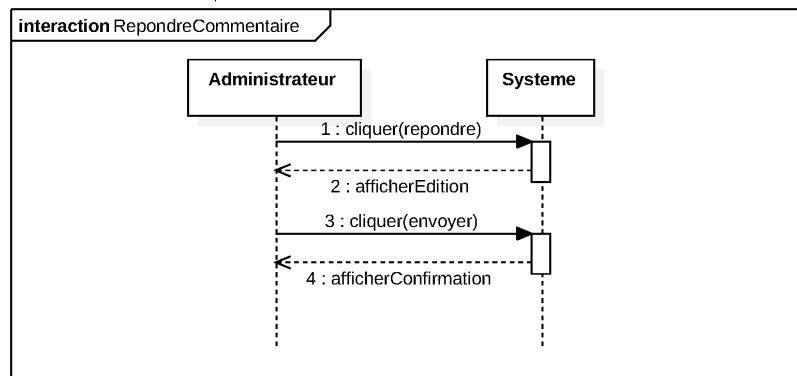 interaction RepondreCommentaire
Administrateur
Systeme
1 : cliquer(repondre)
2 : afficherEdition
3 : cliquer(envoyer)
4 : afficherConfirmation